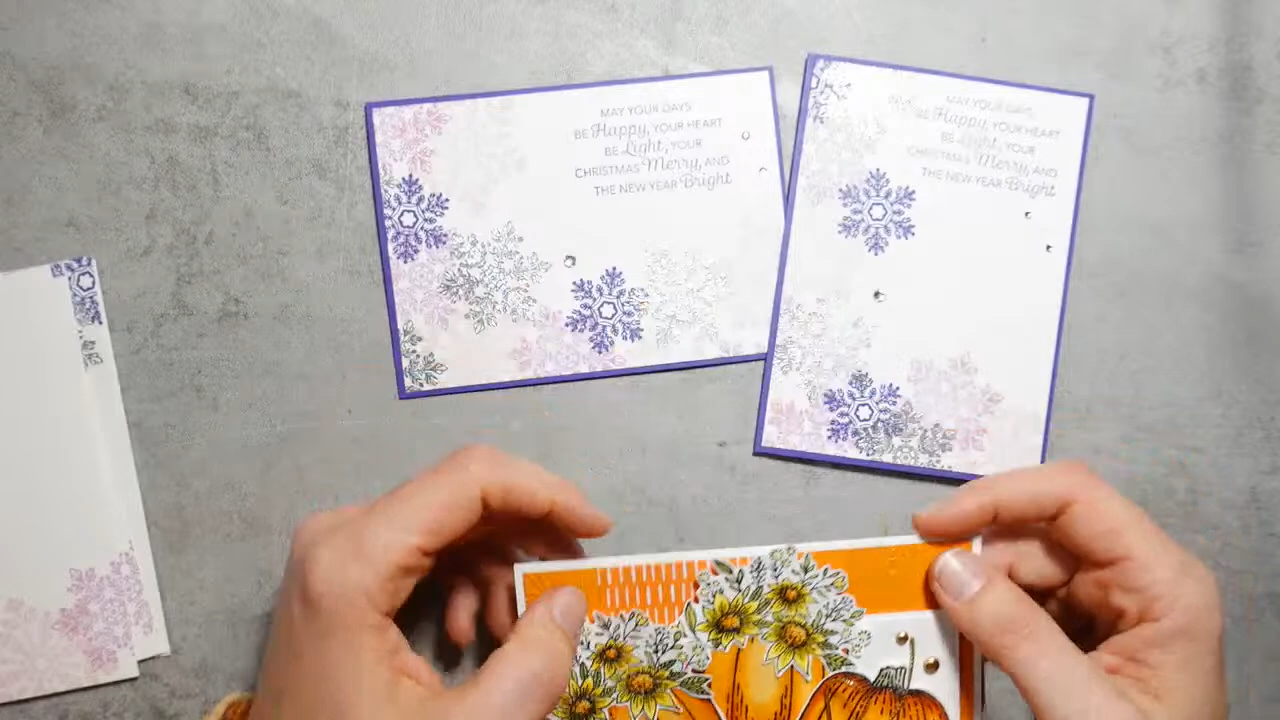 MAY YOUR DAYS
BE Happy, YOUR HEART
BE Light, YOUR
CHRISTMAS Merry, AND
THE NEW YEAR Bright
MAY YOUR DAYS
BE Happy, YOUR HEART
BE Light, YOUR
CHRISTMAS Merry, AND
THE NEW YEAR Bright